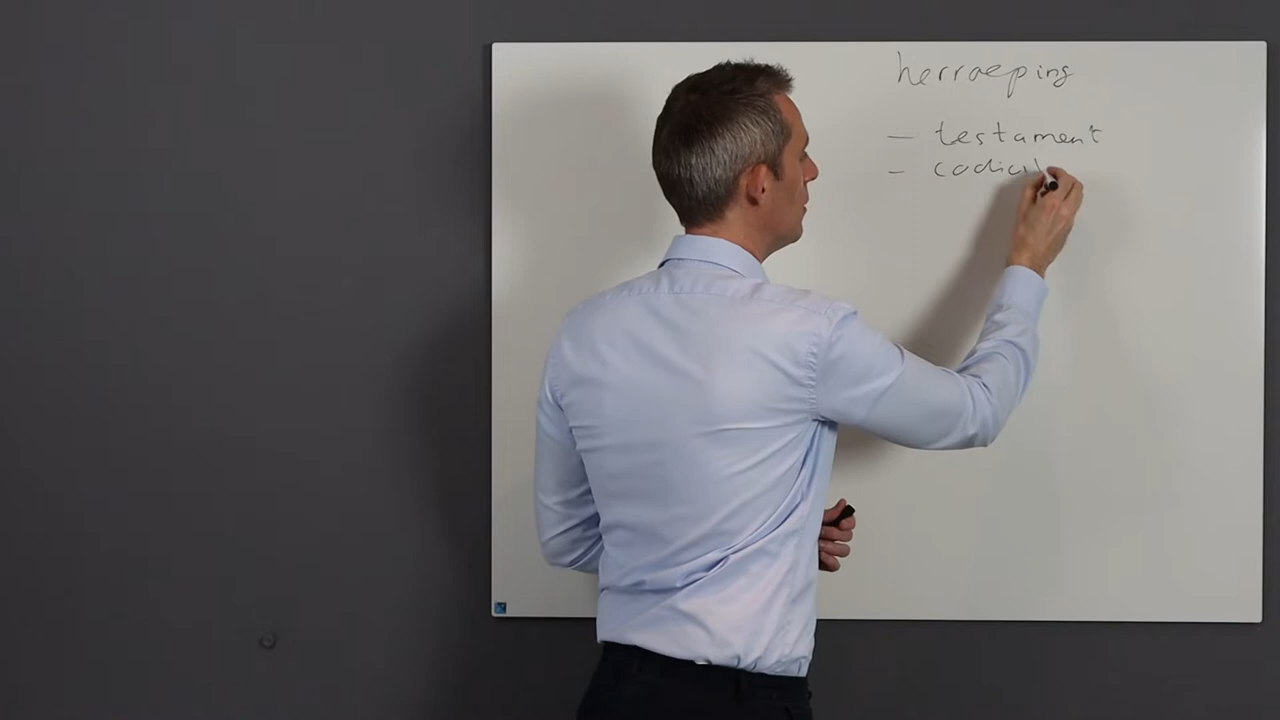 herroeping
- testament
- codicil